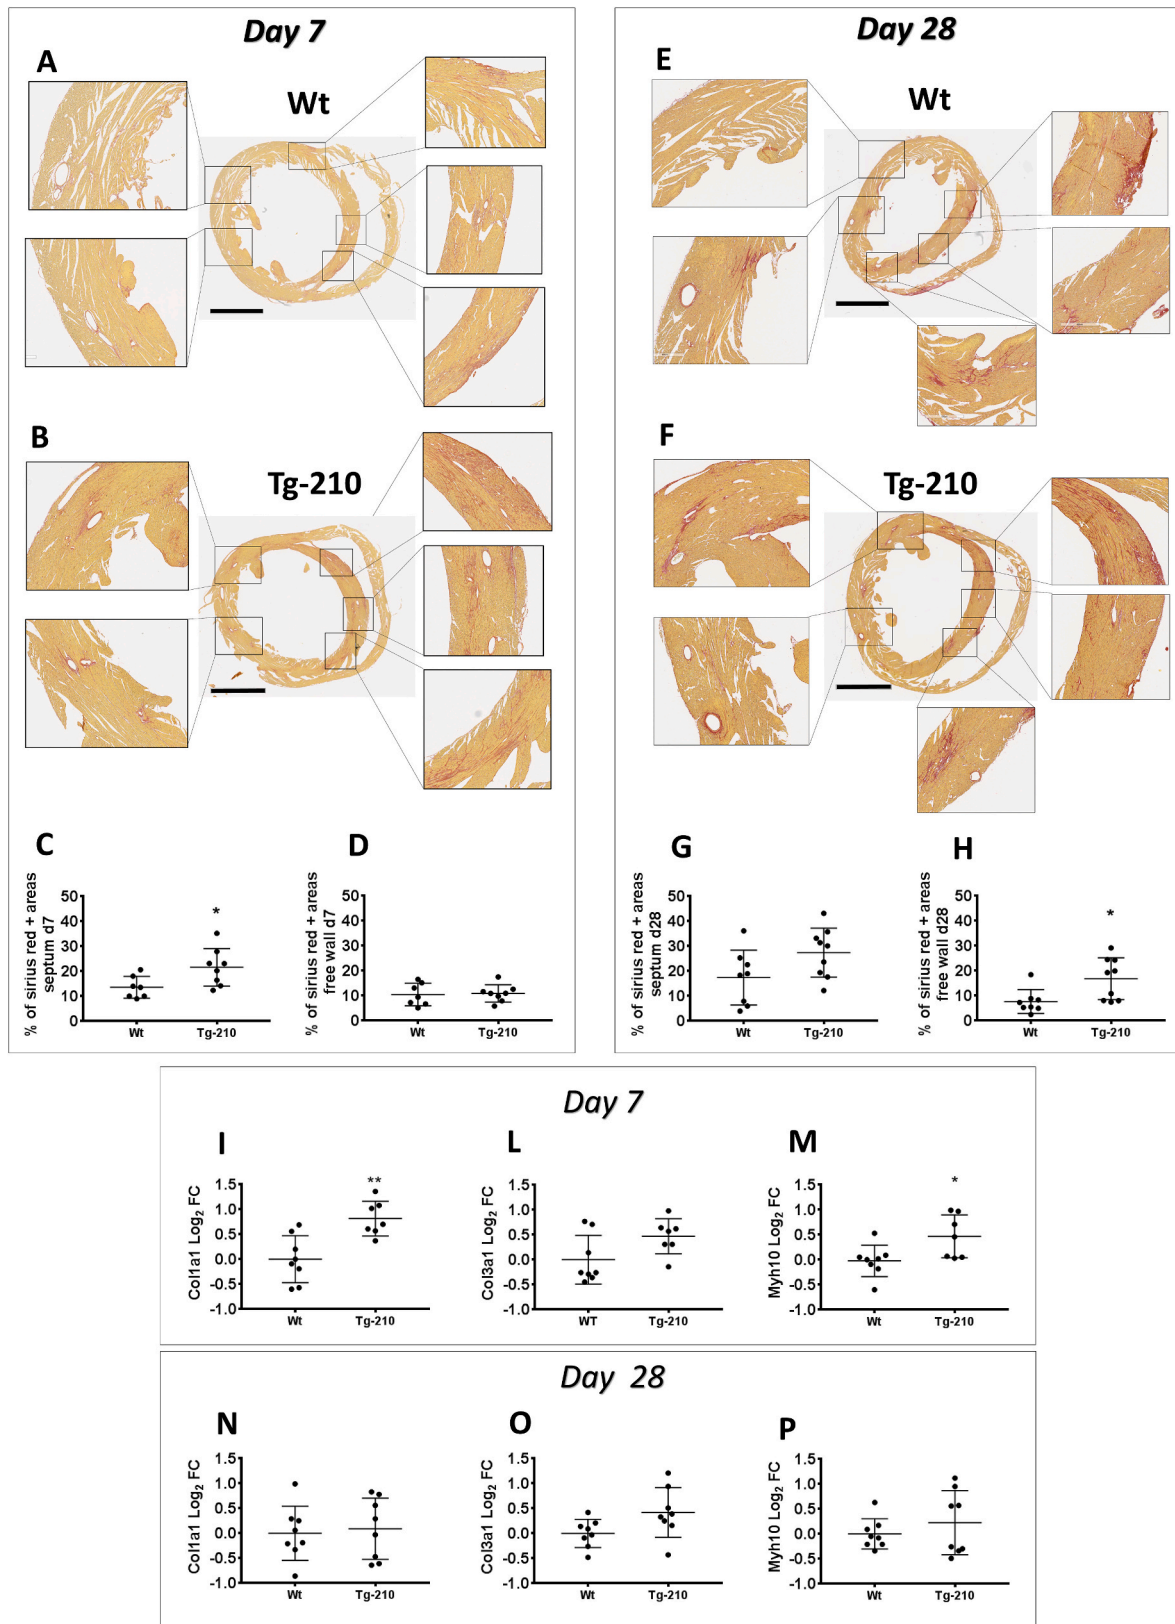 Day 7
A
Wt
B
Tg-210
C
% of sirius red + areas
septum d7
50
40
30
20
10
0
Wt
Tg-210
*
D
% of sirius red + areas
free wall d7
50
40
30
20
10
0
Wt
Tg-210
Day 28
E
Wt
F
Tg-210
G
% of sirius red + areas
septum d28
50
40
30
20
10
0
Wt
Tg-210
H
% of sirius red + areas
free wall d28
50
40
30
20
10
0
Wt
Tg-210
*
Day 7
I
Col1a1 Log₂ FC
1.5
1.0
0.5
0.0
-0.5
-1.0
Wt
Tg-210
**
L
Col3a1 Log₂ FC
1.5
1.0
0.5
0.0
-0.5
-1.0
WT
Tg-210
M
Myh10 Log₂ FC
1.5
1.0
0.5
0.0
-0.5
-1.0
Wt
Tg-210
*
Day 28
N
Col1a1 Log₂ FC
1.5
1.0
0.5
0.0
-0.5
-1.0
Wt
Tg-210
O
Col3a1 Log₂ FC
1.5
1.0
0.5
0.0
-0.5
-1.0
Wt
Tg-210
P
Myh10 Log₂ FC
1.5
1.0
0.5
0.0
-0.5
-1.0
Wt
Tg-210